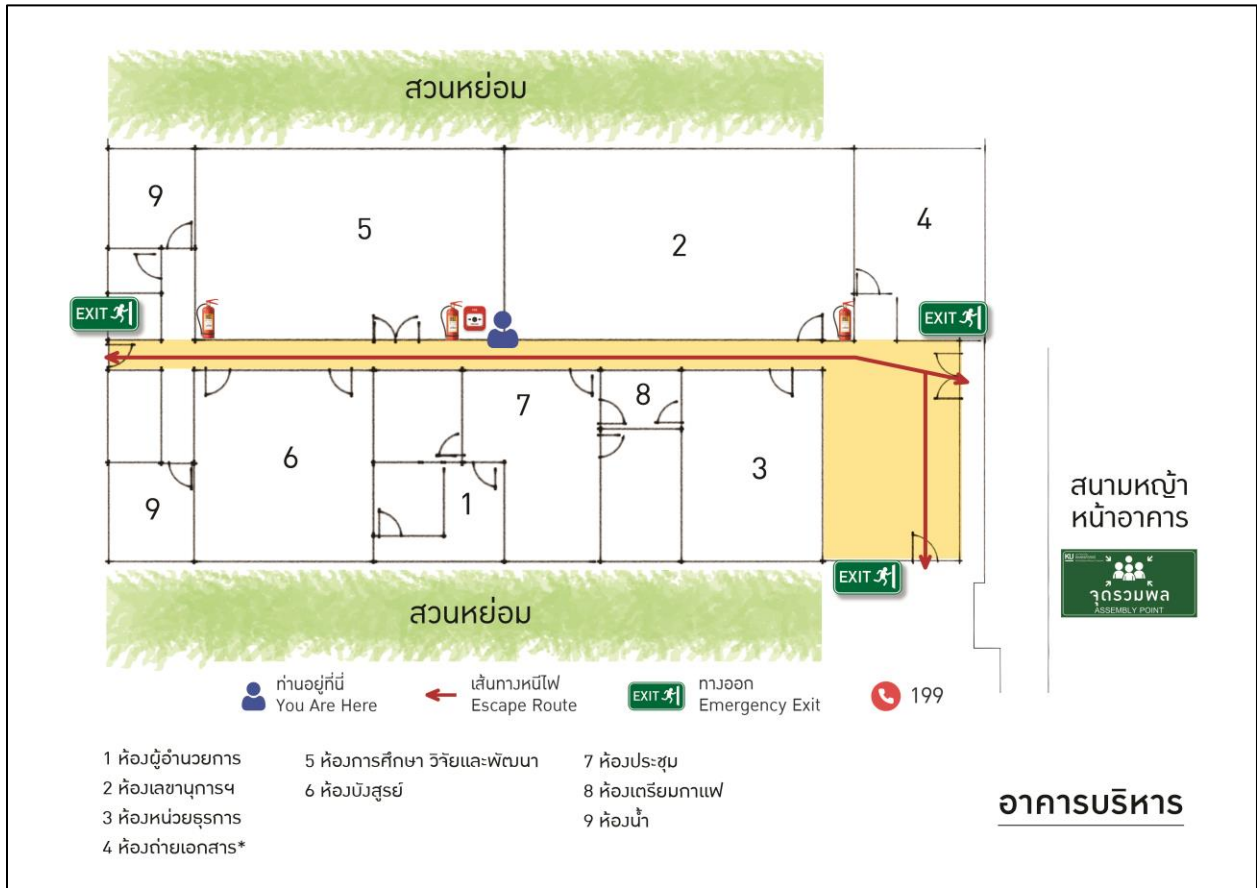 สวนหย่อม
9
5
2
4
EXIT
EXIT
8
7
6
3
1
9
สนามหญ้า
หน้าอาคาร
EXIT
KU
จุดรวมพล
ASSEMBLY POINT
สวนหย่อม
ท่านอยู่ที่นี่
You Are Here
เส้นทางหนีไฟ
Escape Route
EXIT
ทางออก
Emergency Exit
199
1 ห้องผู้อำนวยการ
2 ห้องเลขานุการฯ
3 ห้องหน่วยธุรการ
4 ห้องถ่ายเอกสาร*
5 ห้องการศึกษา วิจัยและพัฒนา
6 ห้องบังสูรย์
7 ห้องประชุม
8 ห้องเตรียมกาแฟ
9 ห้องน้ำ
อาคารบริหาร